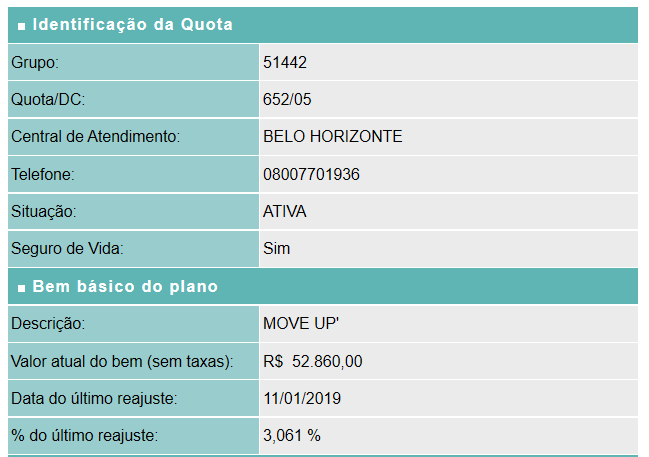 Identificação da Quota
Grupo: 51442
Quota/DC: 652/05
Central de Atendimento: BELO HORIZONTE
Telefone: 08007701936
Situação: ATIVA
Seguro de Vida: Sim
Bem básico do plano
Descrição: MOVE UP'
Valor atual do bem (sem taxas): R$  52.860,00
Data do último reajuste: 11/01/2019
% do último reajuste: 3,061 %